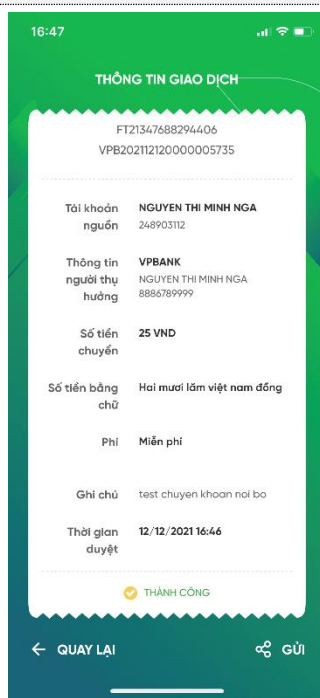 16:47
THÔNG TIN GIAO DỊCH
FT21347688294406
VPB202112120000005735
Tài khoản NGUYEN THI MINH NGA
nguồn 248903112
Thông tin VPBANK
người thụ NGUYEN THI MINH NGA
hưởng 8886789999
Số tiền 25 VND
chuyển
Số tiền bằng Hai mươi lăm việt nam đồng
chữ
Phí Miễn phí
Ghi chú test chuyen khoan noi bo
Thời gian 12/12/2021 16:46
duyệt
THÀNH CÔNG
QUAY LẠI GỬI